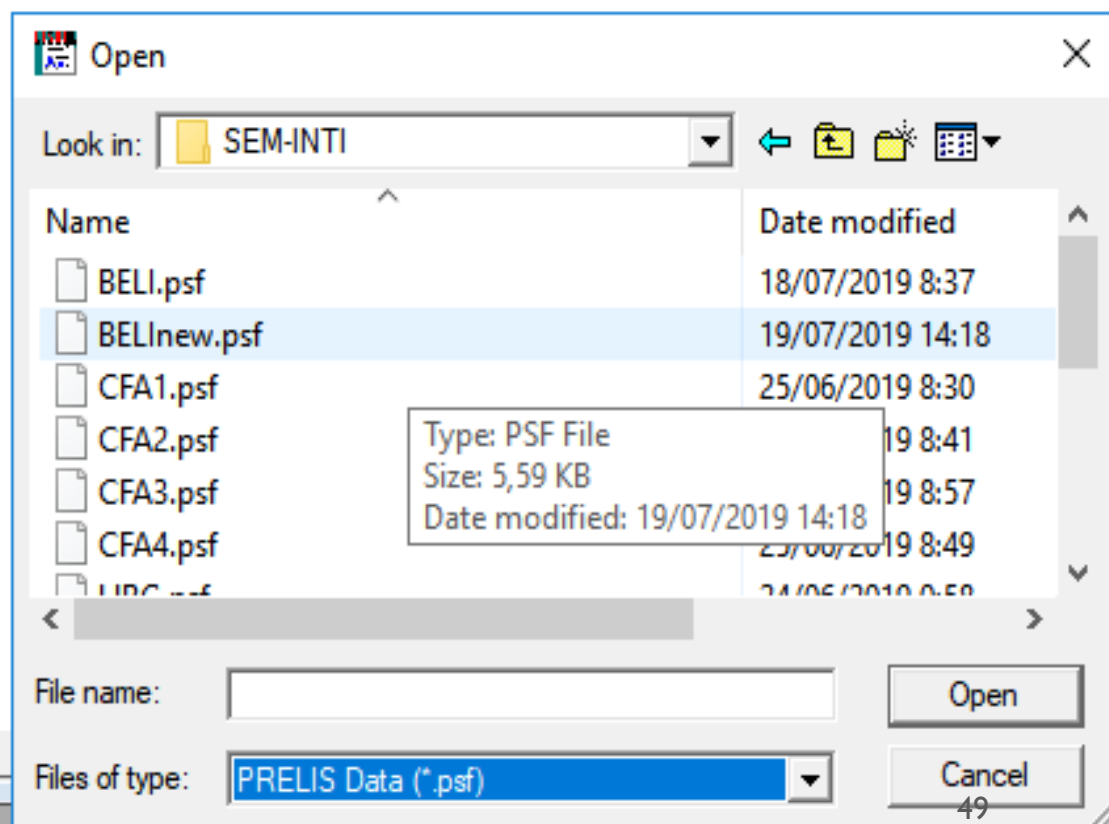 Open
Look in: SEM-INTI
Name Date modified
BELI.psf 18/07/2019 8:37
BELInew.psf 19/07/2019 14:18
CFA1.psf 25/06/2019 8:30
CFA2.psf 19 8:41
CFA3.psf 19 8:57
CFA4.psf 25/06/2019 8:49
Type: PSF File
Size: 5,59 KB
Date modified: 19/07/2019 14:18
File name: Open
Files of type: PRELIS Data (*.psf) Cancel
49